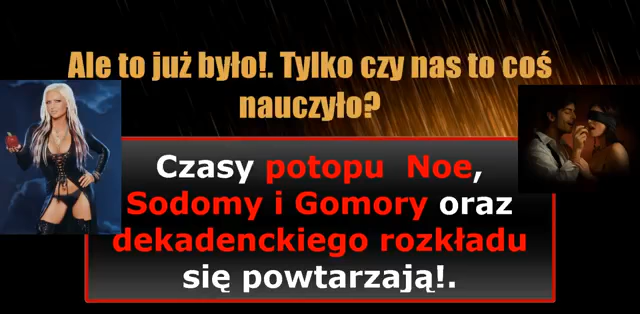 Ale to już było!. Tylko czy nas to coś
nauczyło?
Czasy potopu Noe,
Sodomy i Gomory oraz
dekadenckiego rozkładu
się powtarzają!.